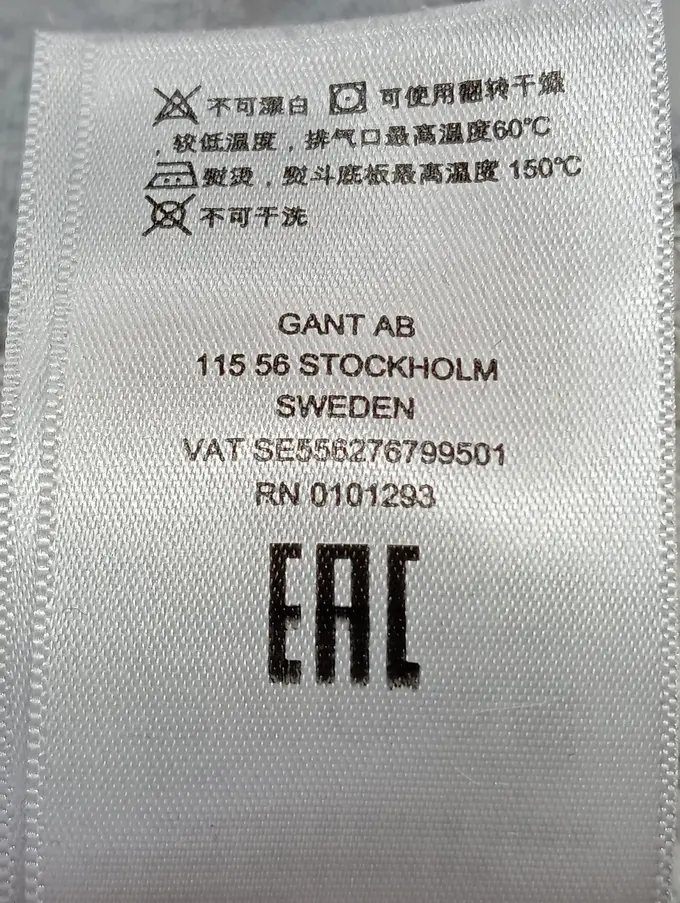 不可漂白 可使用翻转干燥
，较低温度，排气口最高温度60℃
熨烫，熨斗底板最高温度 150℃
不可干洗
GANT AB
115 56 STOCKHOLM
SWEDEN
VAT SE556276799501
RN 0101293
EAC